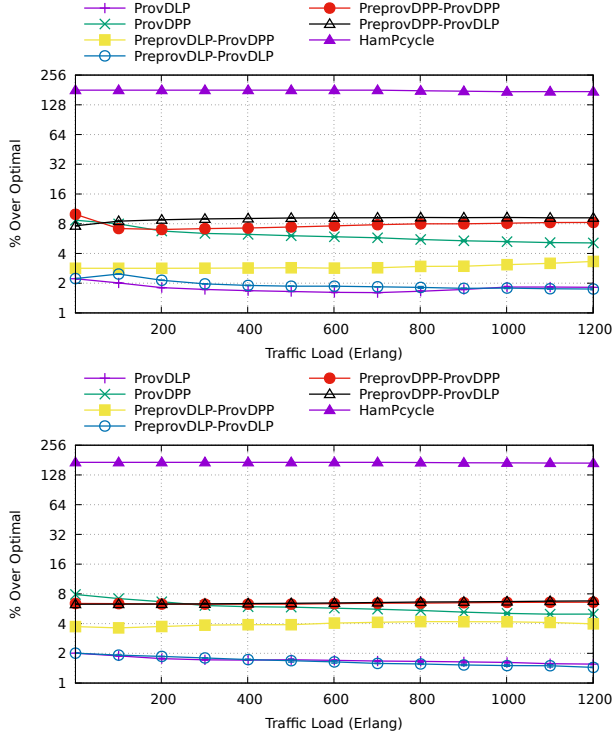 ProvDLP
ProvDPP
PreprovDLP-ProvDPP
PreprovDLP-ProvDLP
PreprovDPP-ProvDPP
PreprovDPP-ProvDLP
HamPcycle
% Over Optimal
256
128
64
32
16
8
4
2
1
200 400 600 800 1000 1200
Traffic Load (Erlang)
ProvDLP
ProvDPP
PreprovDLP-ProvDPP
PreprovDLP-ProvDLP
PreprovDPP-ProvDPP
PreprovDPP-ProvDLP
HamPcycle
% Over Optimal
256
128
64
32
16
8
4
2
1
200 400 600 800 1000 1200
Traffic Load (Erlang)